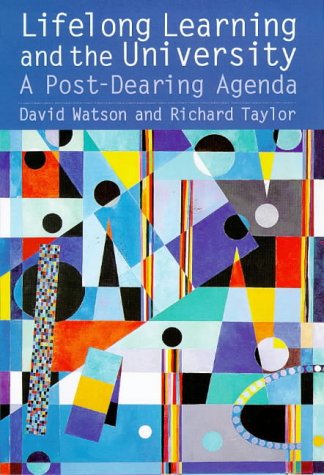 Lifelong Learning
and the University
A Post-Dearing Agenda
David Watson and Richard Taylor